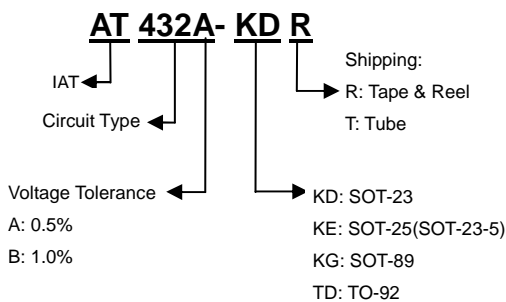 AT 432A- KD R
IAT
Circuit Type
Voltage Tolerance
A: 0.5%
B: 1.0%
Shipping:
R: Tape & Reel
T: Tube
KD: SOT-23
KE: SOT-25(SOT-23-5)
KG: SOT-89
TD: TO-92